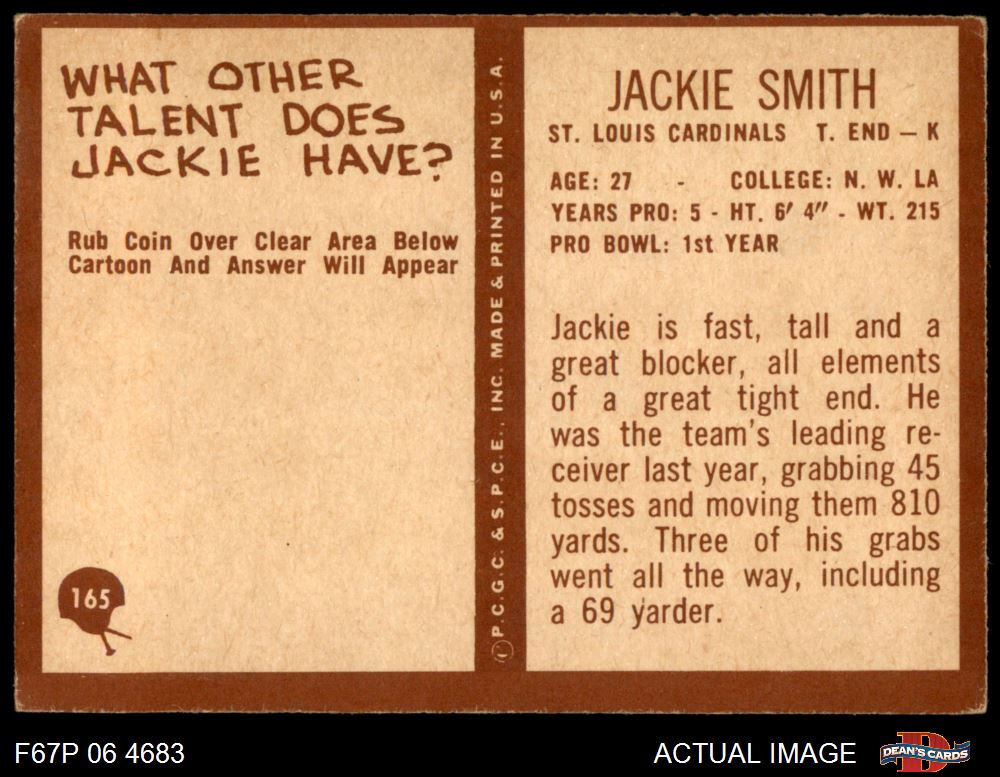 WHAT OTHER
TALENT DOES
JACKIE HAVE?
Rub Coin Over Clear Area Below
Cartoon And Answer Will Appear
165
© P.C.G.C. & S.P.C.E., INC. MADE & PRINTED IN U.S.A.
JACKIE SMITH
ST. LOUIS CARDINALS T. END — K
AGE: 27 - COLLEGE: N. W. LA
YEARS PRO: 5 - HT. 6′ 4″ - WT. 215
PRO BOWL: 1st YEAR
Jackie is fast, tall and a
great blocker, all elements
of a great tight end. He
was the team's leading re-
ceiver last year, grabbing 45
tosses and moving them 810
yards. Three of his grabs
went all the way, including
a 69 yarder.
F67P 06 4683
ACTUAL IMAGE
D
DEAN'S CARDS